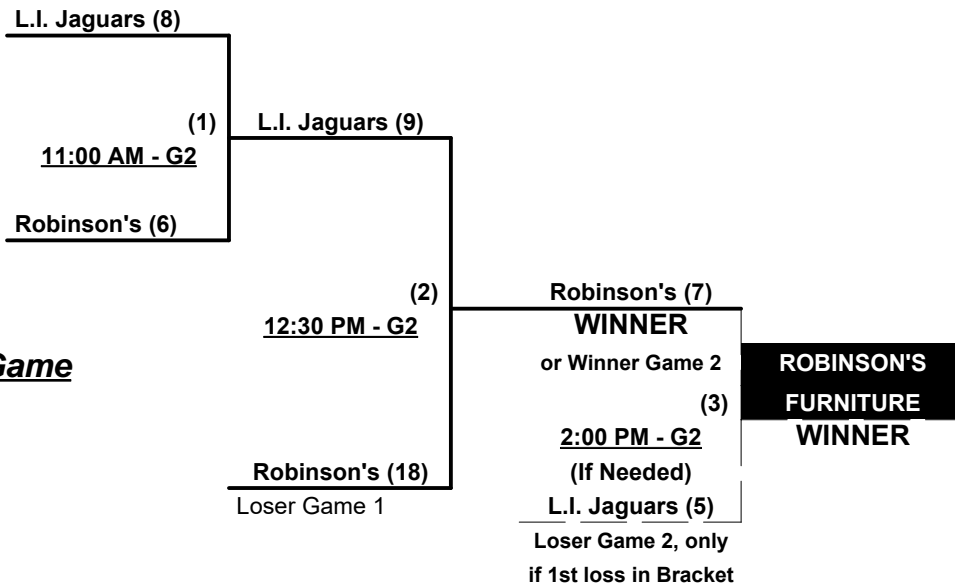 L.I. Jaguars (8)
(1)
L.I. Jaguars (9)
11:00 AM - G2
Robinson's (6)
(2)
Robinson's (7)
12:30 PM - G2
WINNER
Game
or Winner Game 2
ROBINSON'S
(3)
FURNITURE
2:00 PM - G2
WINNER
Robinson's (18)
(If Needed)
Loser Game 1
L.I. Jaguars (5)
Loser Game 2, only
if 1st loss in Bracket